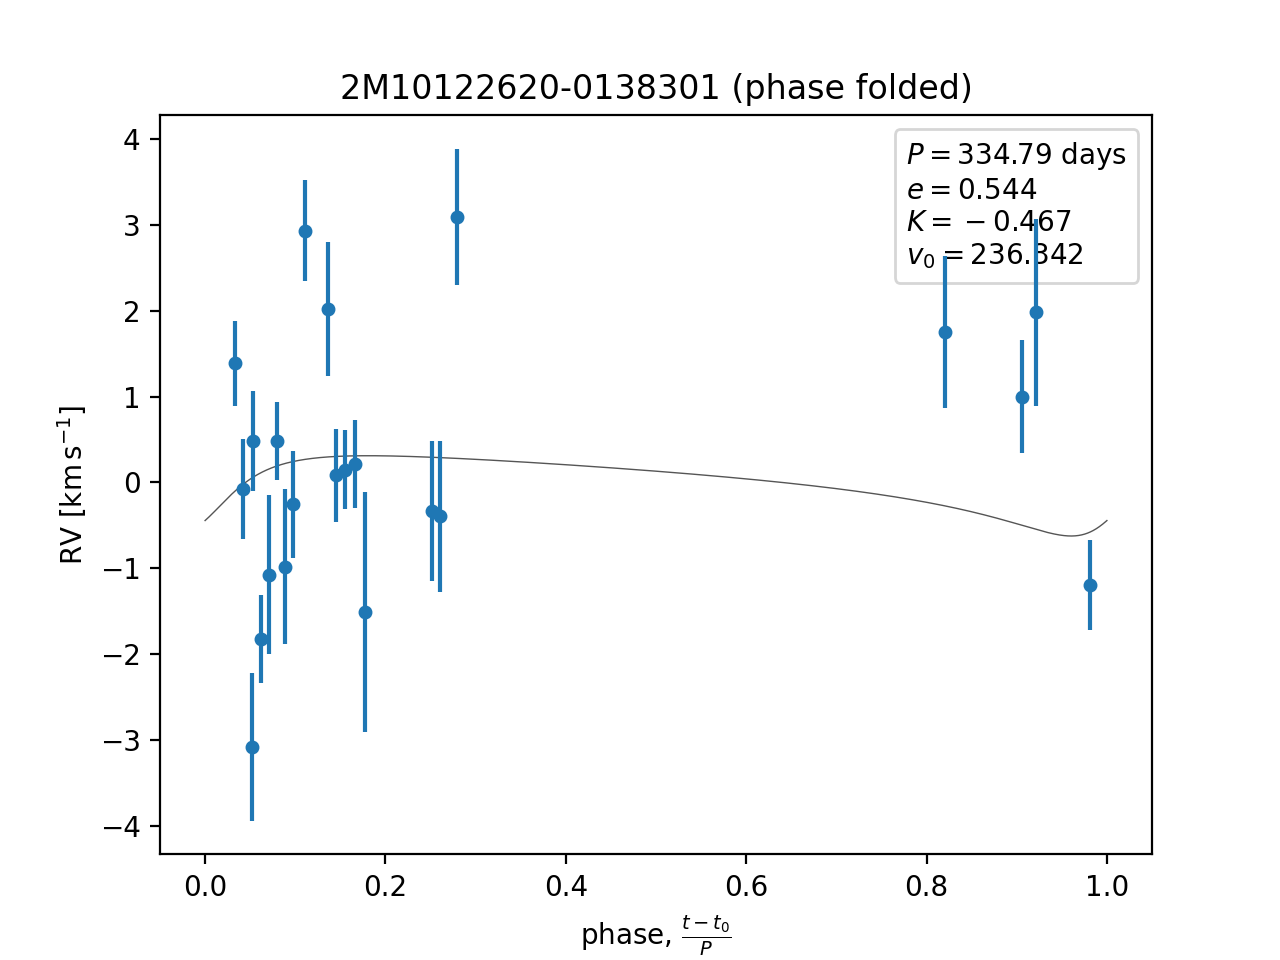 2M10122620-0138301 (phase folded)
P = 334.79 days
e = 0.544
K = −0.467
v₀ = 236.342
4
3
2
1
0
−1
−2
−3
−4
RV [km s⁻¹]
0.0 0.2 0.4 0.6 0.8 1.0
phase, (t − t₀)/P